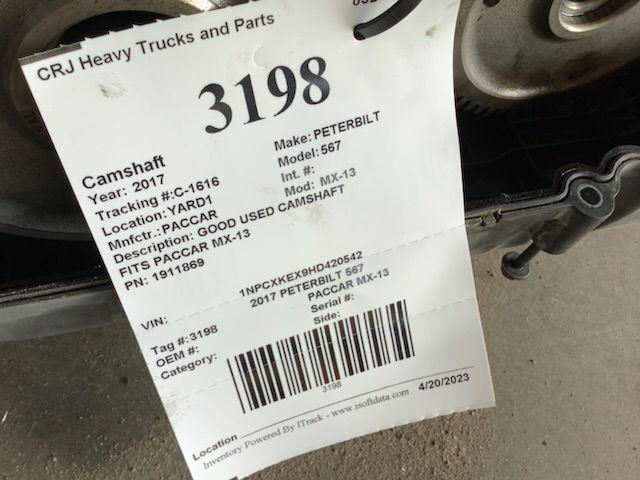 CRJ Heavy Trucks and Parts
3198
Camshaft
Year: 2017
Make: PETERBILT
Tracking #:C-1616
Model: 567
Location: YARD1
Int. #:
Mnfctr.: PACCAR
Mod: MX-13
Description: GOOD USED CAMSHAFT
FITS PACCAR MX-13
PN: 1911869
VIN: 1NPCXKEX9HD420542
2017 PETERBILT 567
PACCAR MX-13
Tag #:3198
Serial #:
OEM #:
Side:
Category:
3198
Location
4/20/2023
Inventory Powered By ITrack - www.isoftdata.com